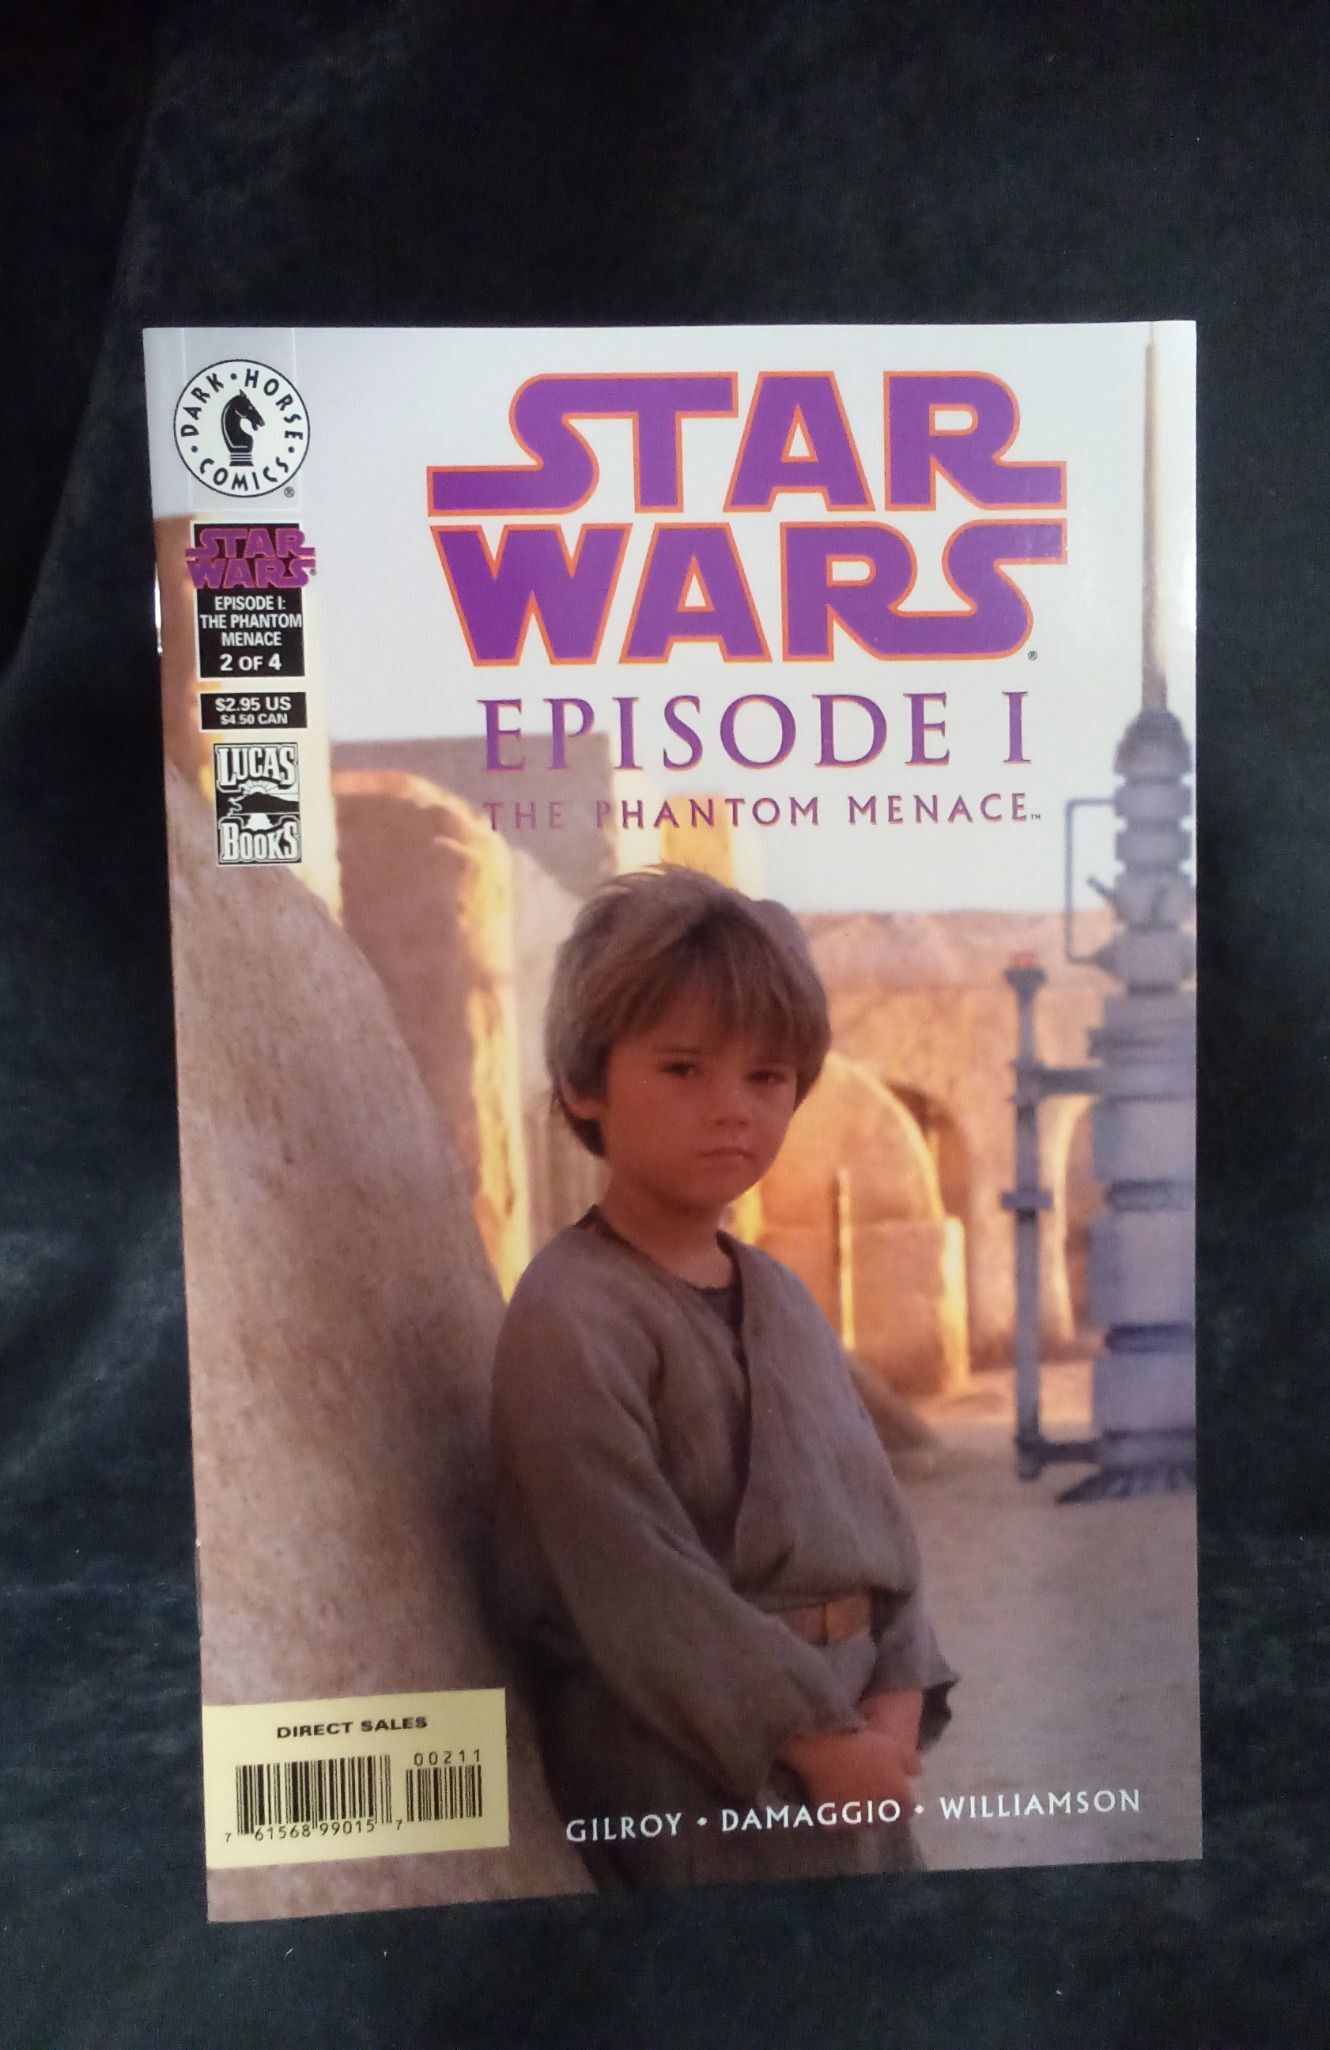 DARK • HORSE
• COMICS •
®
STAR
WARS®
EPISODE I:
THE PHANTOM
MENACE
2 OF 4
$2.95 US
$4.50 CAN
LUCAS
BOOKS
STAR
WARS®
EPISODE I
THE PHANTOM MENACE™
DIRECT SALES
00211
7 61568 99015 7
GILROY • DAMAGGIO • WILLIAMSON